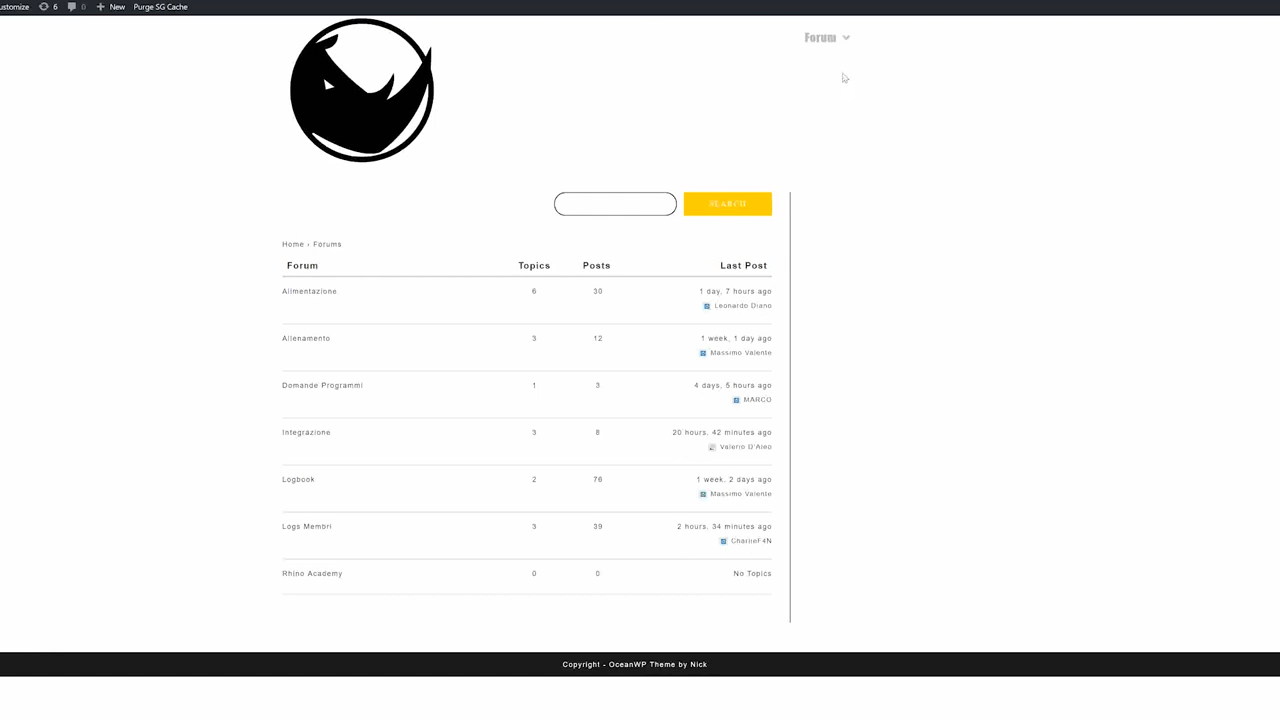 ustomize 6 0 New Purge SG Cache
Forum
SEARCH
Home › Forums
Forum Topics Posts Last Post
Alimentazione 6 30 1 day, 7 hours ago
Leonardo Diano
Allenamento 3 12 1 week, 1 day ago
Massimo Valente
Domande Programmi 1 3 4 days, 5 hours ago
MARCO
Integrazione 3 8 20 hours, 42 minutes ago
Valerio D'Aleo
Logbook 2 76 1 week, 2 days ago
Massimo Valente
Logs Membri 3 39 2 hours, 34 minutes ago
CharlieF4N
Rhino Academy 0 0 No Topics
Copyright - OceanWP Theme by Nick